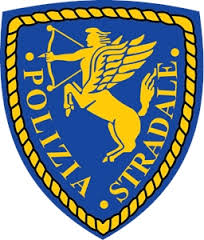 · POLIZIA · STRADALE ·